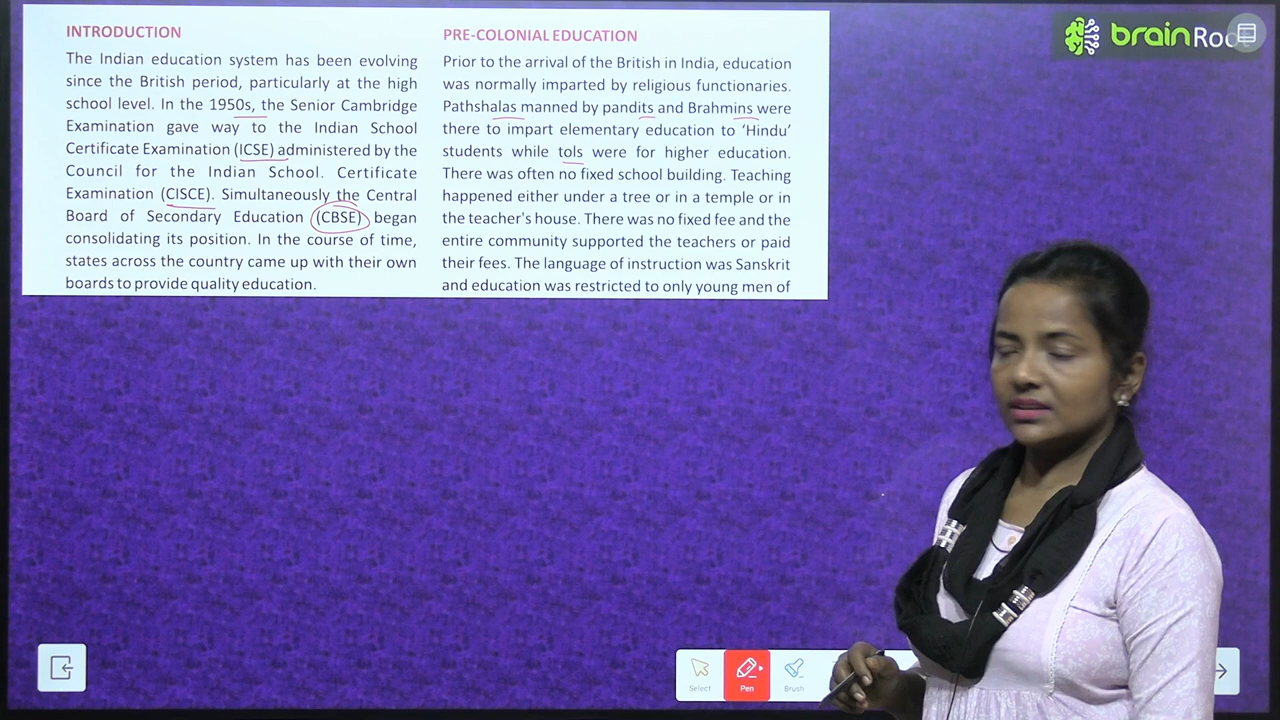 INTRODUCTION
The Indian education system has been evolving
since the British period, particularly at the high
school level. In the 1950s, the Senior Cambridge
Examination gave way to the Indian School
Certificate Examination (ICSE) administered by the
Council for the Indian School. Certificate
Examination (CISCE). Simultaneously the Central
Board of Secondary Education (CBSE) began
consolidating its position. In the course of time,
states across the country came up with their own
boards to provide quality education.
PRE-COLONIAL EDUCATION
Prior to the arrival of the British in India, education
was normally imparted by religious functionaries.
Pathshalas manned by pandits and Brahmins were
there to impart elementary education to ‘Hindu’
students while tols were for higher education.
There was often no fixed school building. Teaching
happened either under a tree or in a temple or in
the teacher's house. There was no fixed fee and the
entire community supported the teachers or paid
their fees. The language of instruction was Sanskrit
and education was restricted to only young men of
brain
Select
Pen
Brush